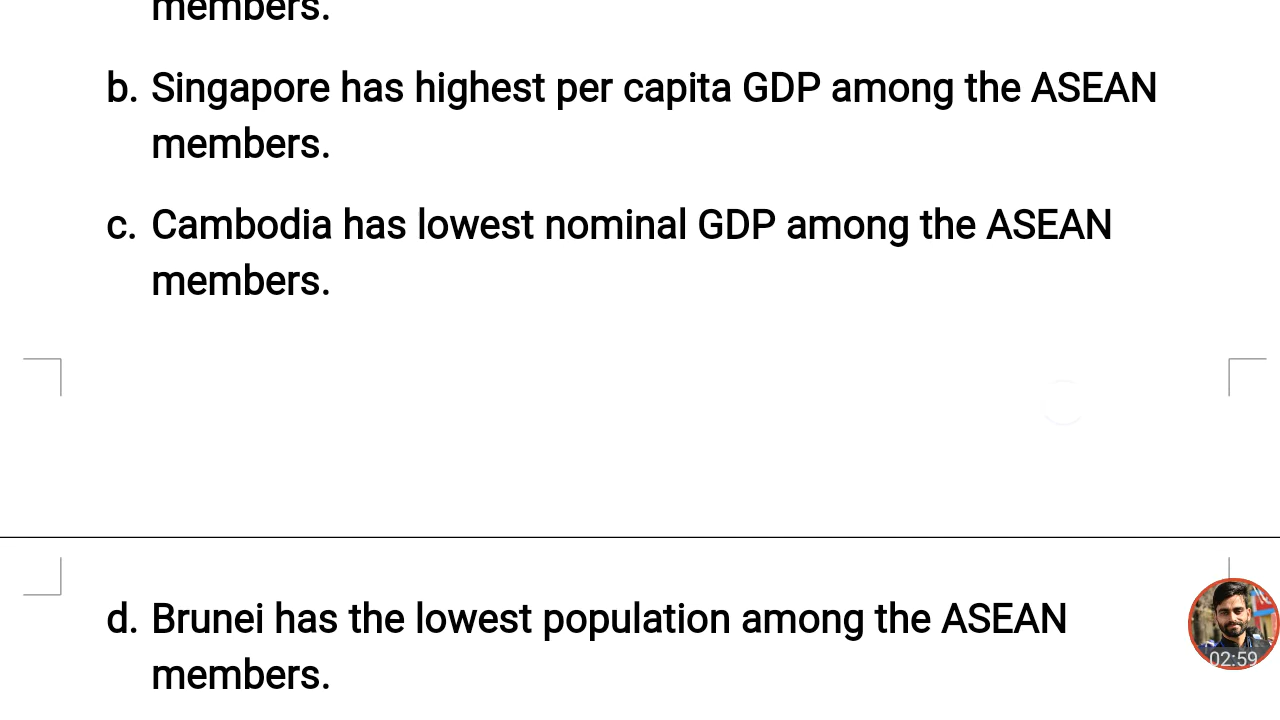 members.
b. Singapore has highest per capita GDP among the ASEAN
members.
c. Cambodia has lowest nominal GDP among the ASEAN
members.
d. Brunei has the lowest population among the ASEAN
members.
02:59